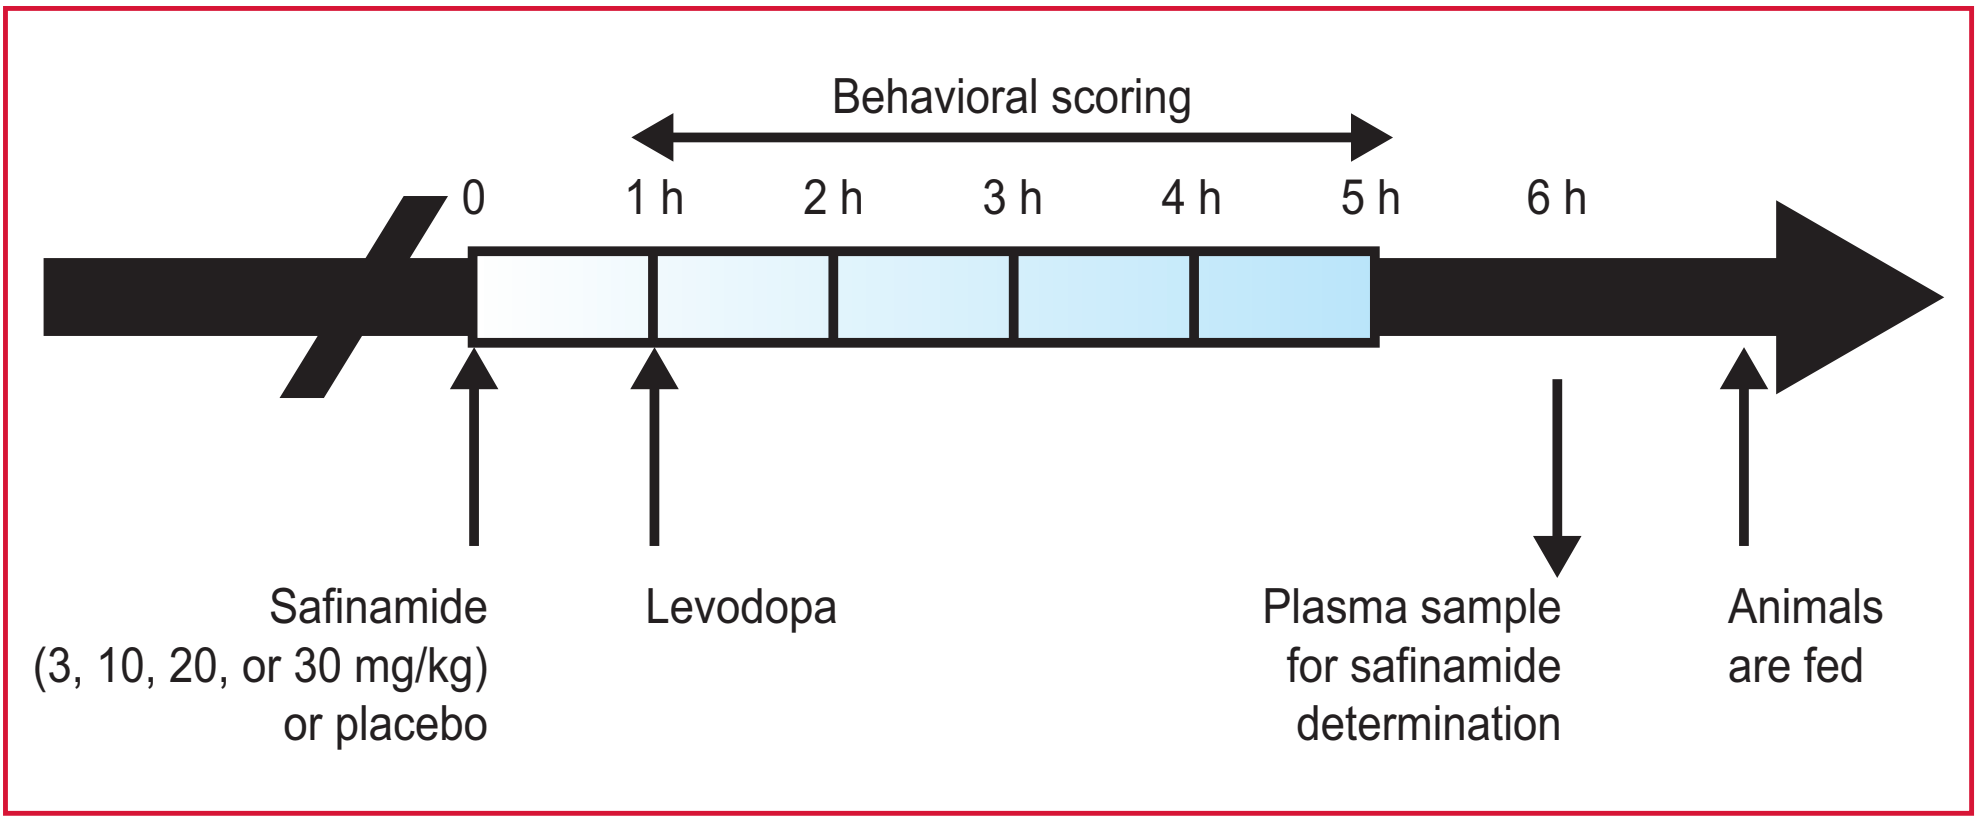 Behavioral scoring
0 1 h 2 h 3 h 4 h 5 h 6 h
Safinamide
(3, 10, 20, or 30 mg/kg)
or placebo
Levodopa
Plasma sample
for safinamide
determination
Animals
are fed